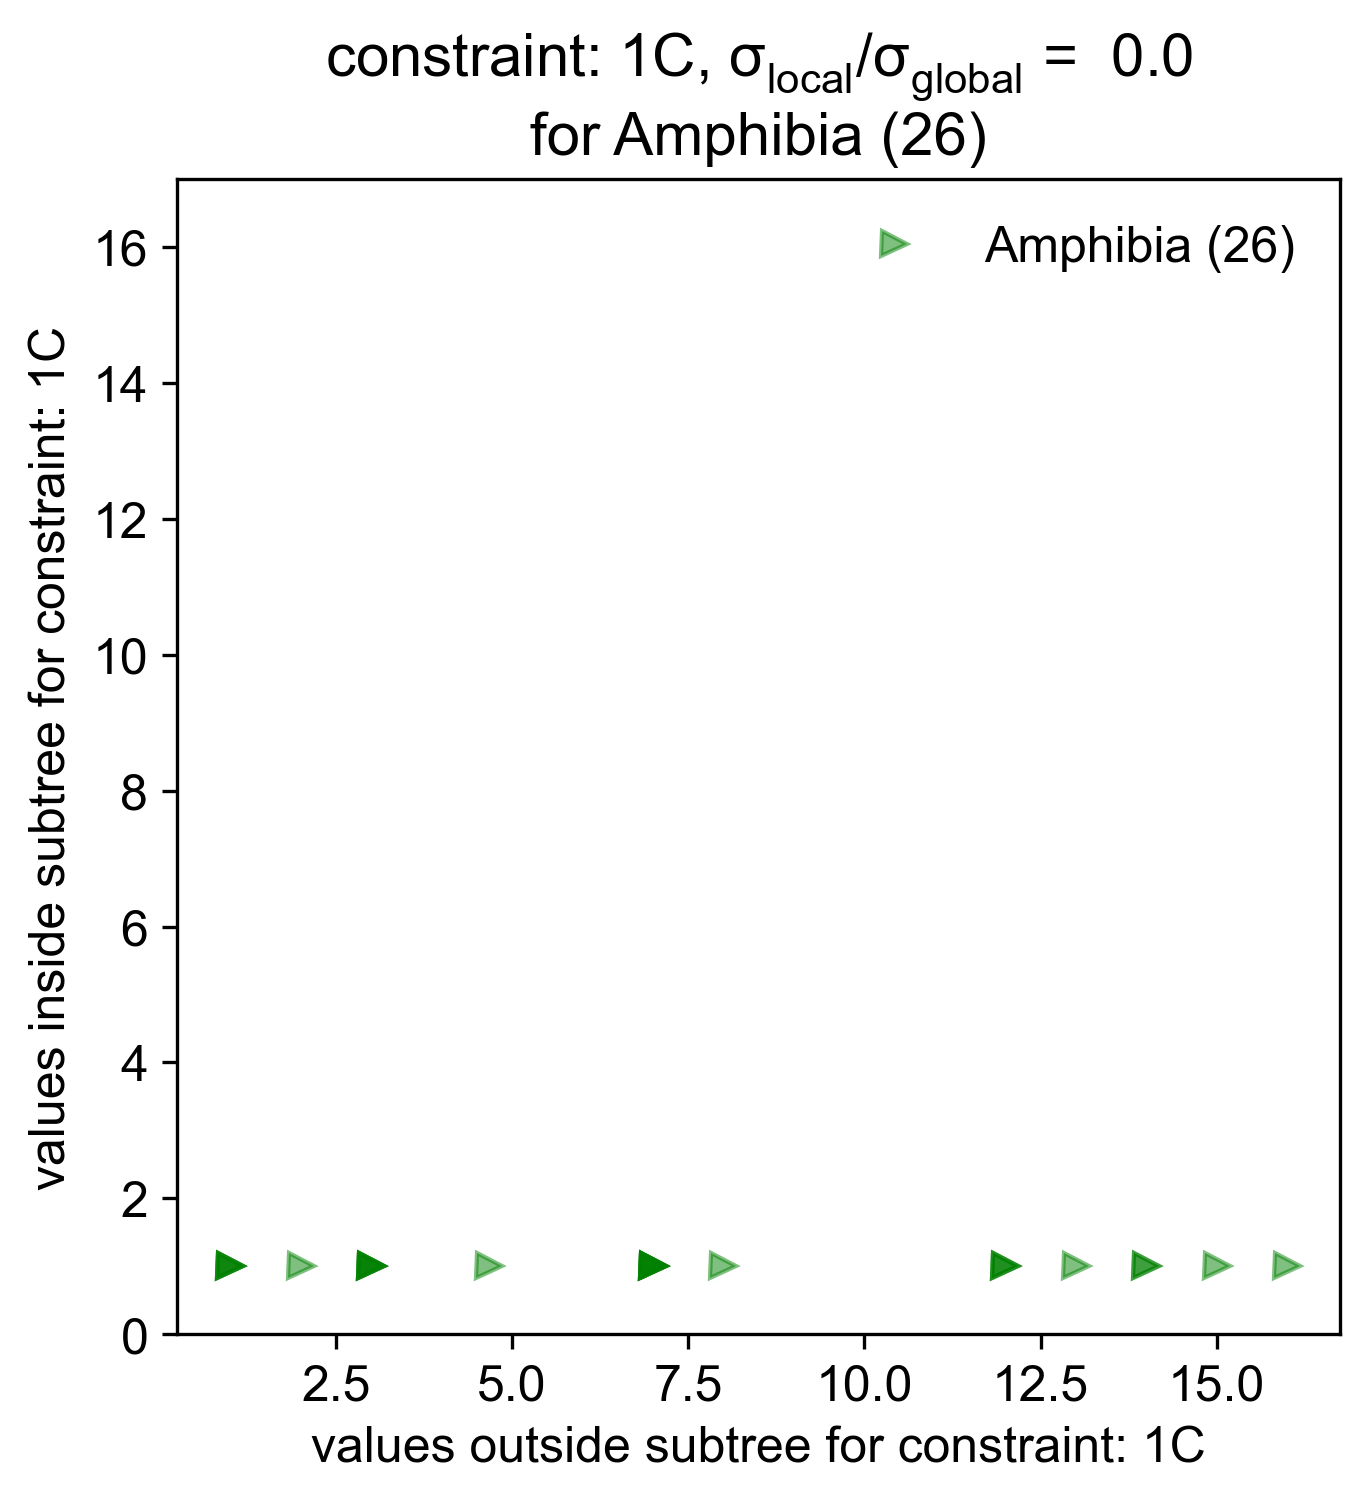 constraint: 1C, σlocal/σglobal = 0.0
for Amphibia (26)
Amphibia (26)
values inside subtree for constraint: 1C
16
14
12
10
8
6
4
2
0
2.5 5.0 7.5 10.0 12.5 15.0
values outside subtree for constraint: 1C